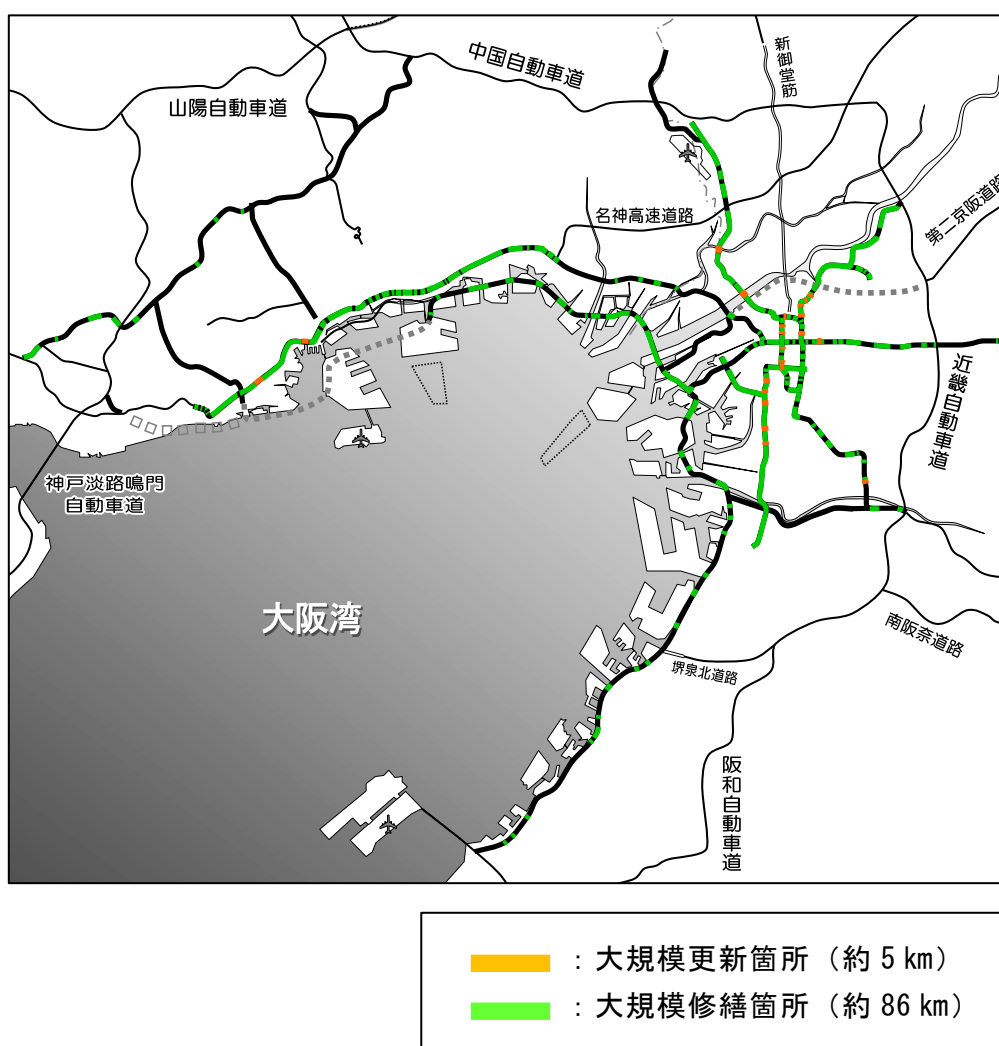 中国自動車道
新御堂筋
山陽自動車道
名神高速道路
第二京阪道路
近畿自動車道
神戸淡路鳴門
自動車道
大阪湾
南阪奈道路
堺泉北道路
阪和自動車道
：大規模更新箇所（約 5 km）
：大規模修繕箇所（約 86 km）